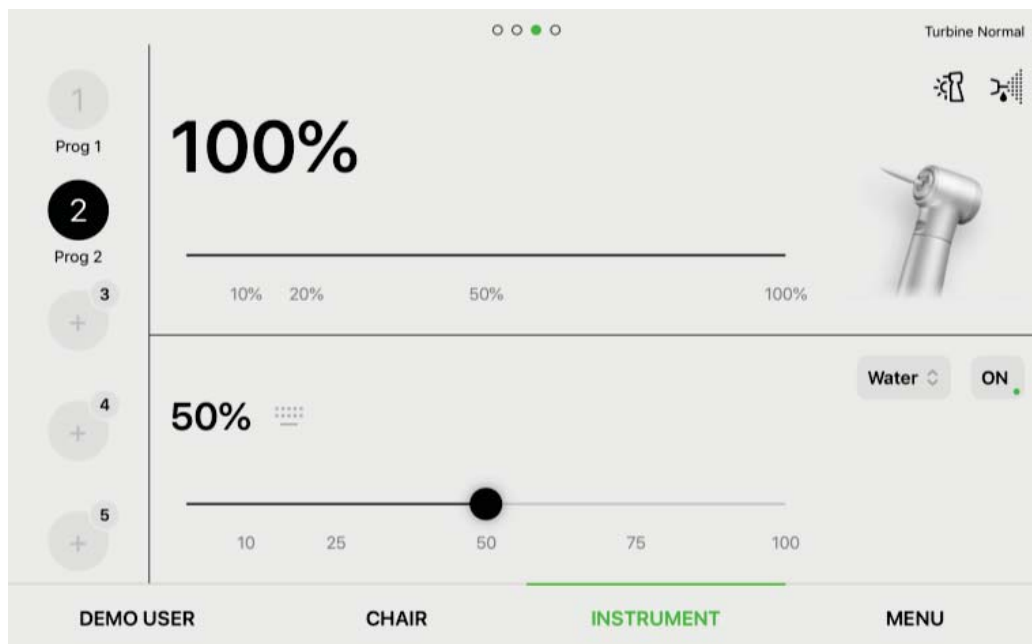 Turbine Normal
1
Prog 1
2
Prog 2
3
4
5
100%
10% 20% 50% 100%
Water ON
50%
10 25 50 75 100
DEMO USER CHAIR INSTRUMENT MENU